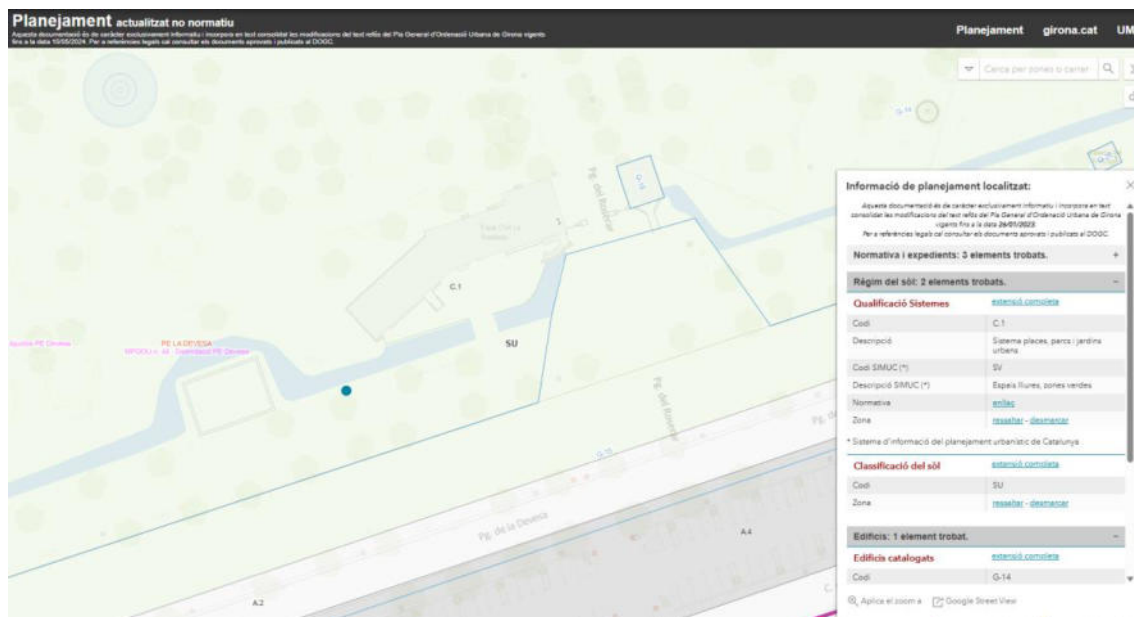 Planejament actualitzat no normatiu
Aquesta documentació és de caràcter exclusivament informatiu i incorpora en text consolidat les modificacions del text refós del Pla General d'Ordenació Urbana de Girona vigents
fins a la data 10/05/2024. Per a referències legals cal consultar els documents aprovats i publicats al DOGC.
Planejament girona.cat UM
Cerca per zones o carrer
Pg. del Roserar
G-15
C.1
SU
PE LA DEVESA
Pg. del Roserar
G-15
Pg. de la Devesa
A.4
A.2
Informació de planejament localitzat:
Aquesta documentació és de caràcter exclusivament informatiu i incorpora en text
consolidat les modificacions del text refós del Pla General d'Ordenació Urbana de Girona
vigents fins a la data 26/01/2023.
Per a referències legals cal consultar els documents aprovats i publicats al DOGC.
Normativa i expedients: 3 elements trobats. +
Règim del sòl: 2 elements trobats. -
Qualificació Sistemes extensió completa
Codi C.1
Descripció Sistema places, parcs i jardins
urbans
Codi SIMUC (*) SV
Descripció SIMUC (*) Espais lliures, zones verdes
Normativa enllaç
Zona ressaltar - desmarcar
* Sistema d'informació del planejament urbanístic de Catalunya
Classificació del sòl extensió completa
Codi SU
Zona ressaltar - desmarcar
Edificis: 1 element trobat. -
Edificis catalogats extensió completa
Codi G-14
Aplica el zoom a Google Street View